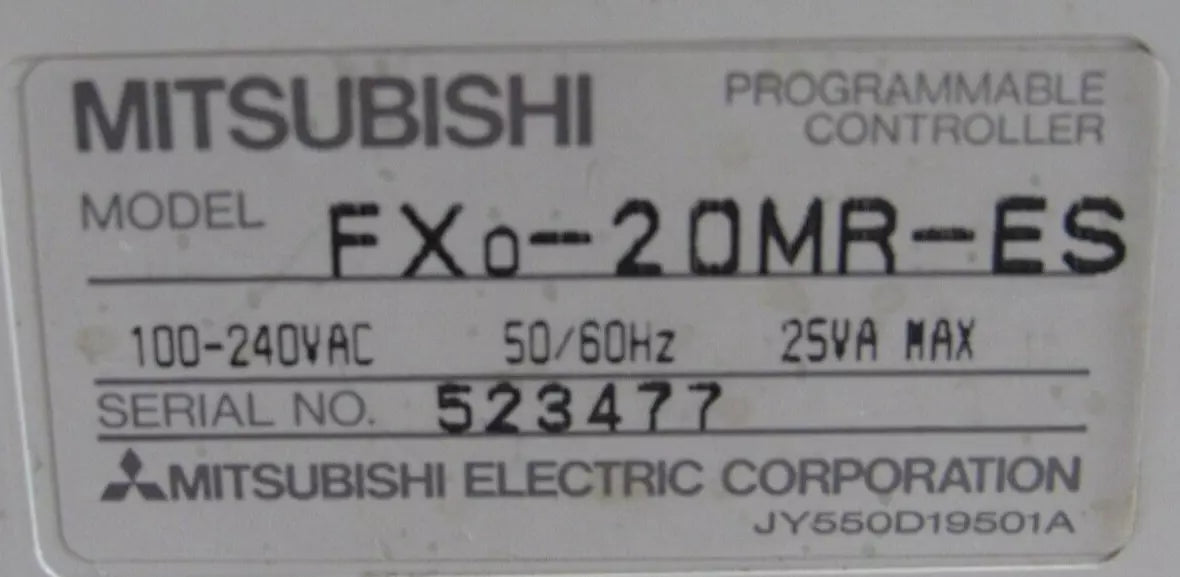 MITSUBISHI
PROGRAMMABLE
CONTROLLER
MODEL FX0-20MR-ES
100-240VAC 50/60Hz 25VA MAX
SERIAL NO. 523477
MITSUBISHI ELECTRIC CORPORATION
JY550D19501A